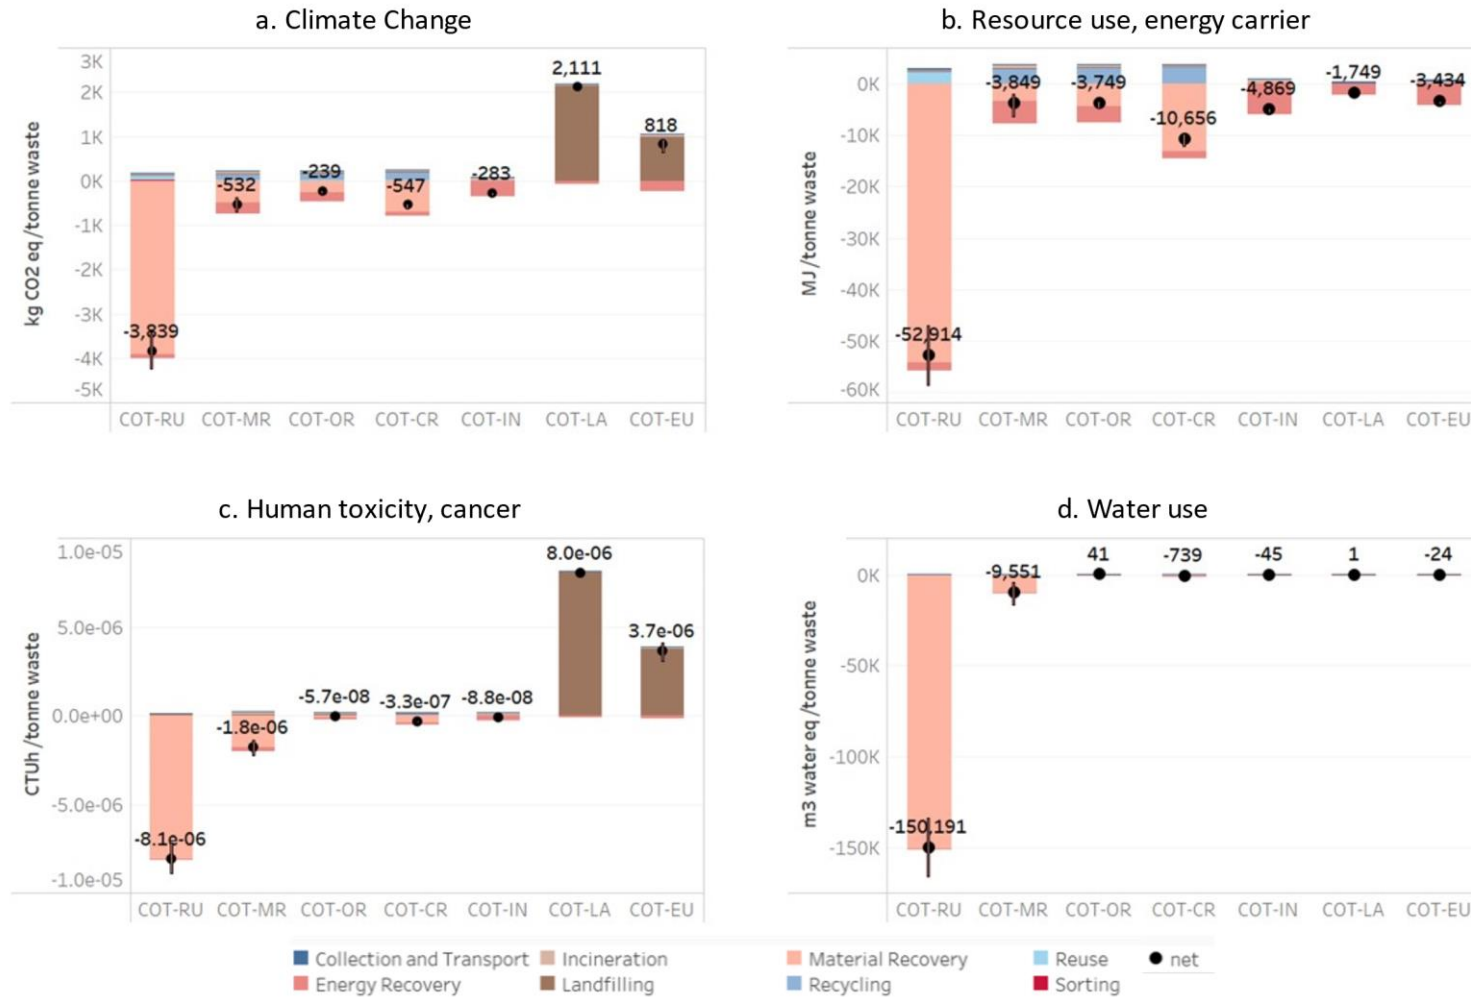 a. Climate Change
3K
2K
1K
0K
-1K
-2K
-3K
-4K
-5K
kg CO2 eq /tonne waste
-3,839
-532
-239
-547
-283
2,111
818
COT-RU COT-MR COT-OR COT-CR COT-IN COT-LA COT-EU
b. Resource use, energy carrier
0K
-10K
-20K
-30K
-40K
-50K
-60K
MJ /tonne waste
-52,914
-3,849
-3,749
-10,656
-4,869
-1,749
-3,434
COT-RU COT-MR COT-OR COT-CR COT-IN COT-LA COT-EU
c. Human toxicity, cancer
1.0e-05
5.0e-06
0.0e+00
-5.0e-06
-1.0e-05
CTUh /tonne waste
-8.1e-06
-1.8e-06
-5.7e-08
-3.3e-07
-8.8e-08
8.0e-06
3.7e-06
COT-RU COT-MR COT-OR COT-CR COT-IN COT-LA COT-EU
d. Water use
0K
-50K
-100K
-150K
m3 water eq /tonne waste
-150,191
-9,551
41
-739
-45
1
-24
COT-RU COT-MR COT-OR COT-CR COT-IN COT-LA COT-EU
Collection and Transport Incineration Material Recovery Reuse net
Energy Recovery Landfilling Recycling Sorting